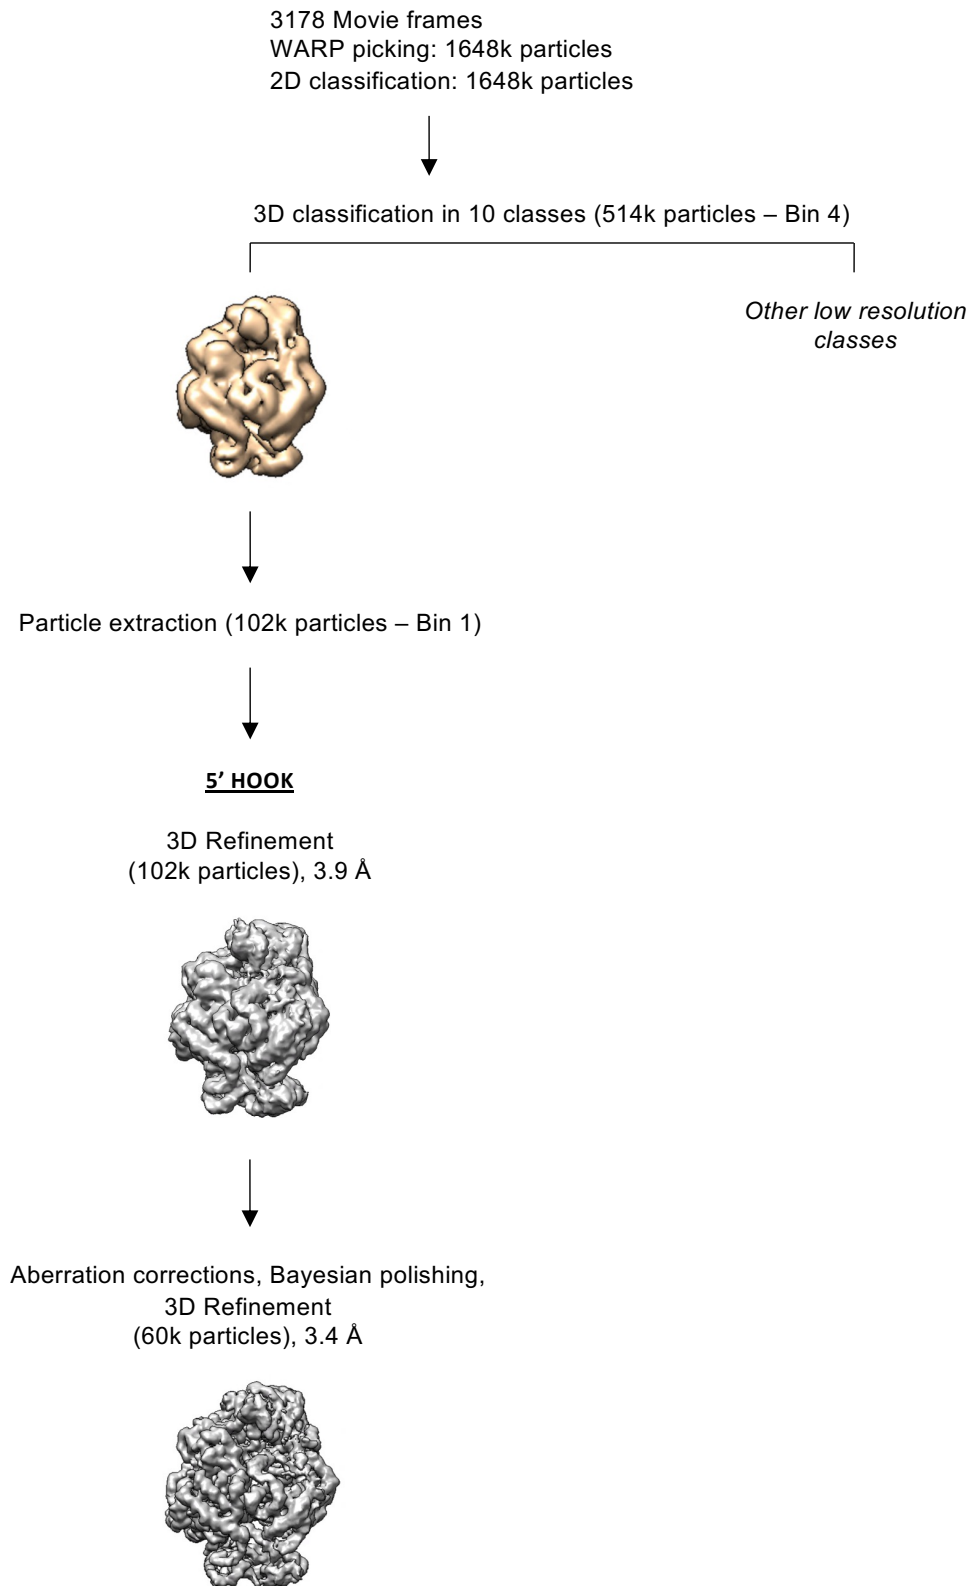 3178 Movie frames
WARP picking: 1648k particles
2D classification: 1648k particles
3D classification in 10 classes (514k particles – Bin 4)
Other low resolution
classes
Particle extraction (102k particles – Bin 1)
5’ HOOK
3D Refinement
(102k particles), 3.9 Å
Aberration corrections, Bayesian polishing,
3D Refinement
(60k particles), 3.4 Å